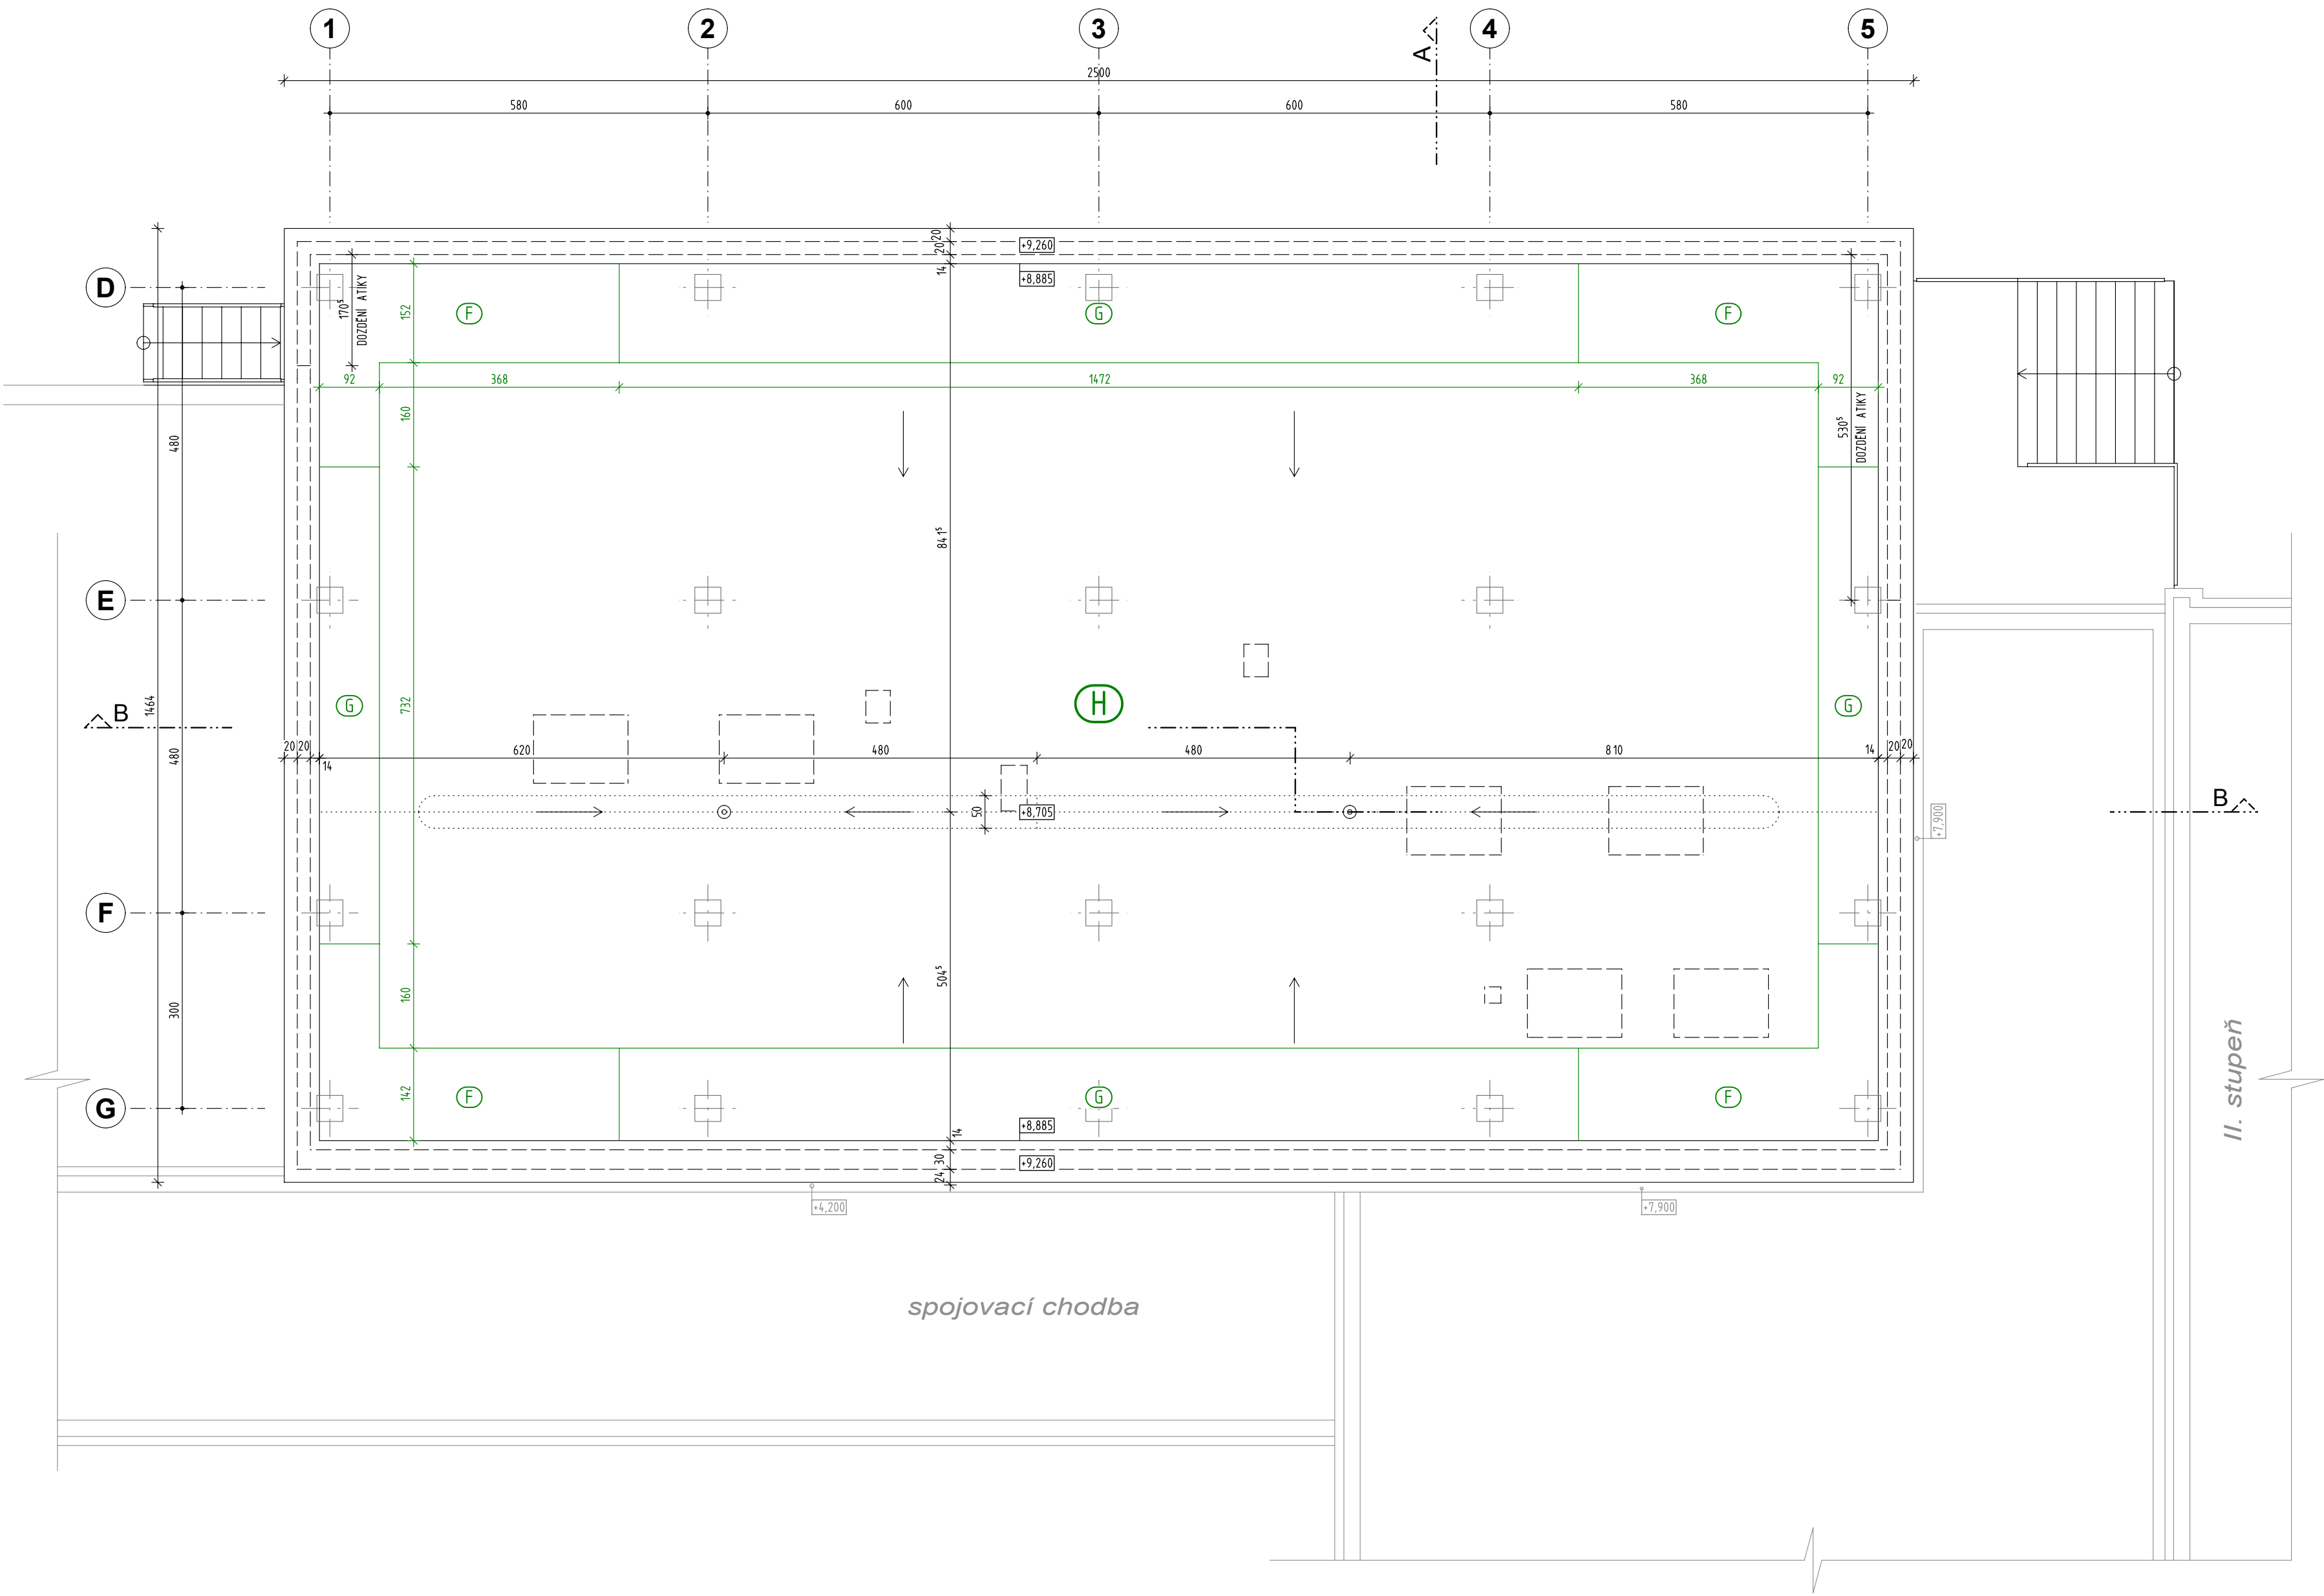 1 2 3 4 5
A
2500
580 600 600 580
D
E
F
G
480
480
300
1464
20
20
14
+9,260
+8,885
170⁵
DOZDĚNÍ ATIKY
152
F G F
92 368 1472 368 92
160
530⁵
DOZDĚNÍ ATIKY
841⁵
732
G H G
B
20 20 14 620 480 480 810 14 20 20
50
+8,705
B
+7,900
504⁵
160
142
F G F
14
+8,885
30
24
+9,260
+4,200
+7,900
II. stupeň
spojovací chodba